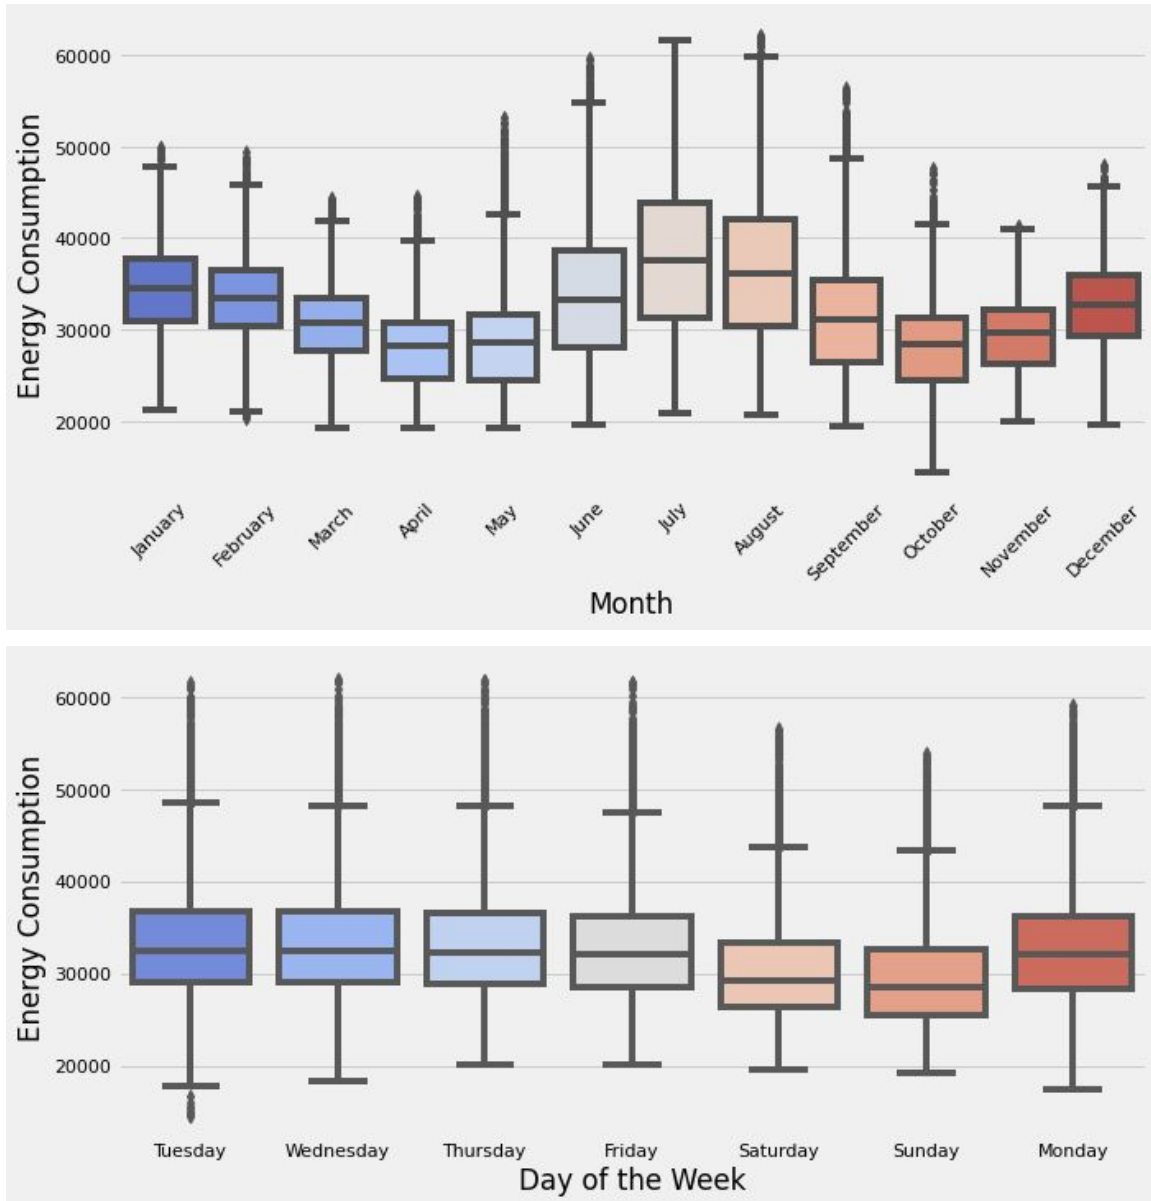 60000
50000
40000
30000
20000
Energy Consumption
January
February
March
April
May
June
July
August
September
October
November
December
Month
60000
50000
40000
30000
20000
Energy Consumption
Tuesday
Wednesday
Thursday
Friday
Saturday
Sunday
Monday
Day of the Week